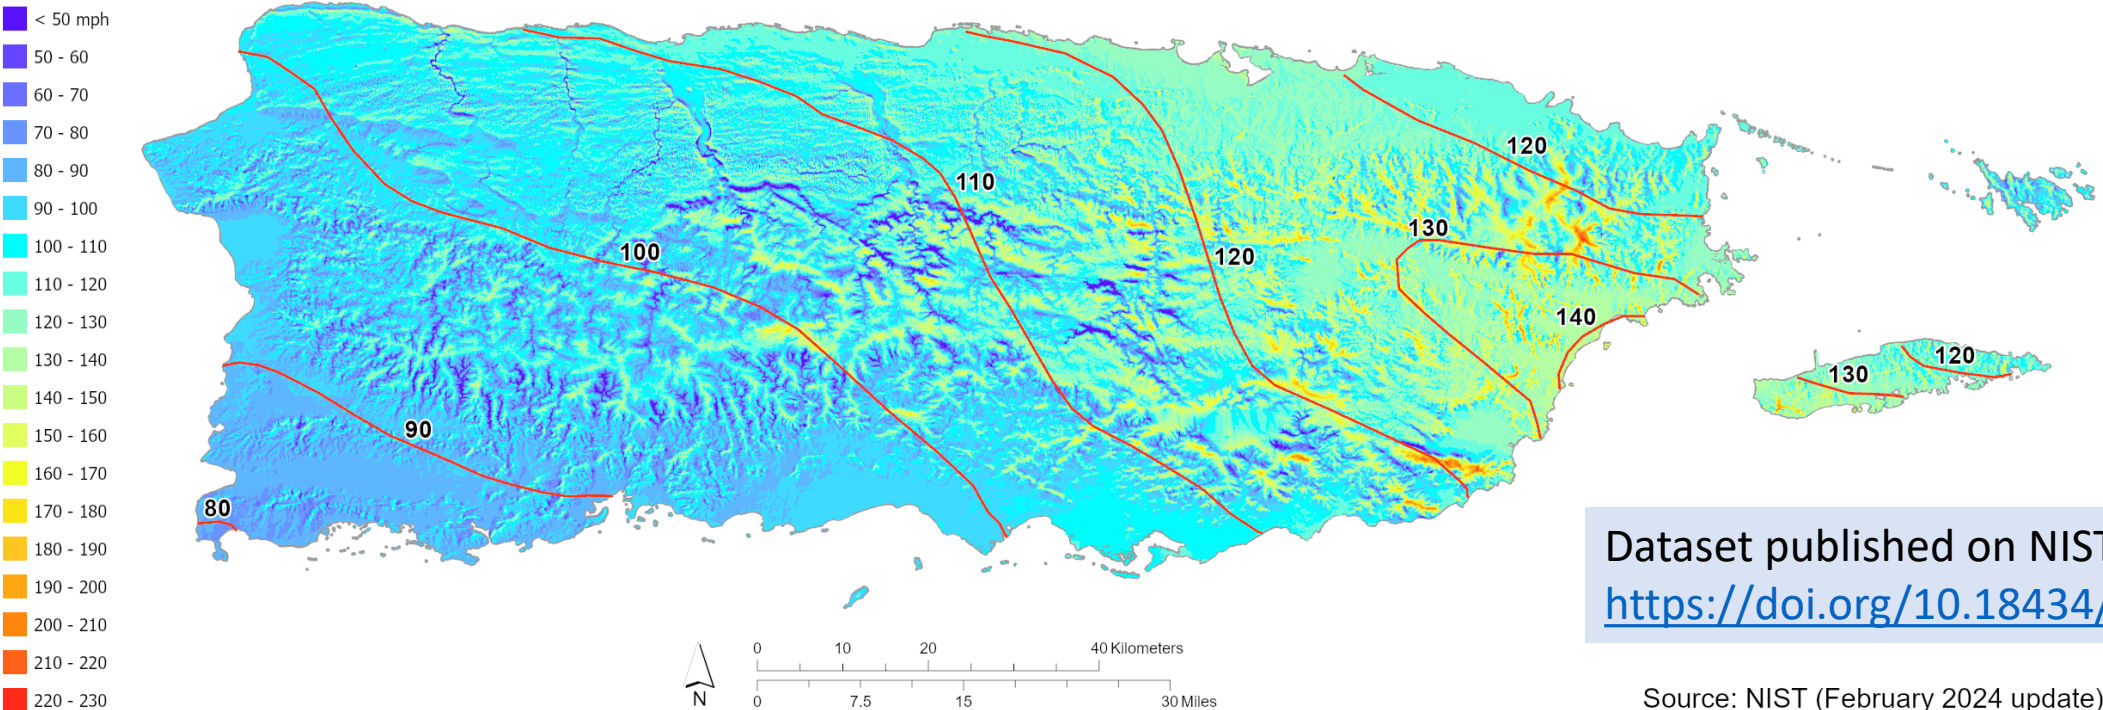 < 50 mph
50 - 60
60 - 70
70 - 80
80 - 90
90 - 100
100 - 110
110 - 120
120 - 130
130 - 140
140 - 150
150 - 160
160 - 170
170 - 180
180 - 190
190 - 200
200 - 210
210 - 220
220 - 230
120
110
130
100
120
140
120
130
90
80
Dataset published on NIST
https://doi.org/10.18434/
0 10 20 40 Kilometers
N
0 7.5 15 30 Miles
Source: NIST (February 2024 update)